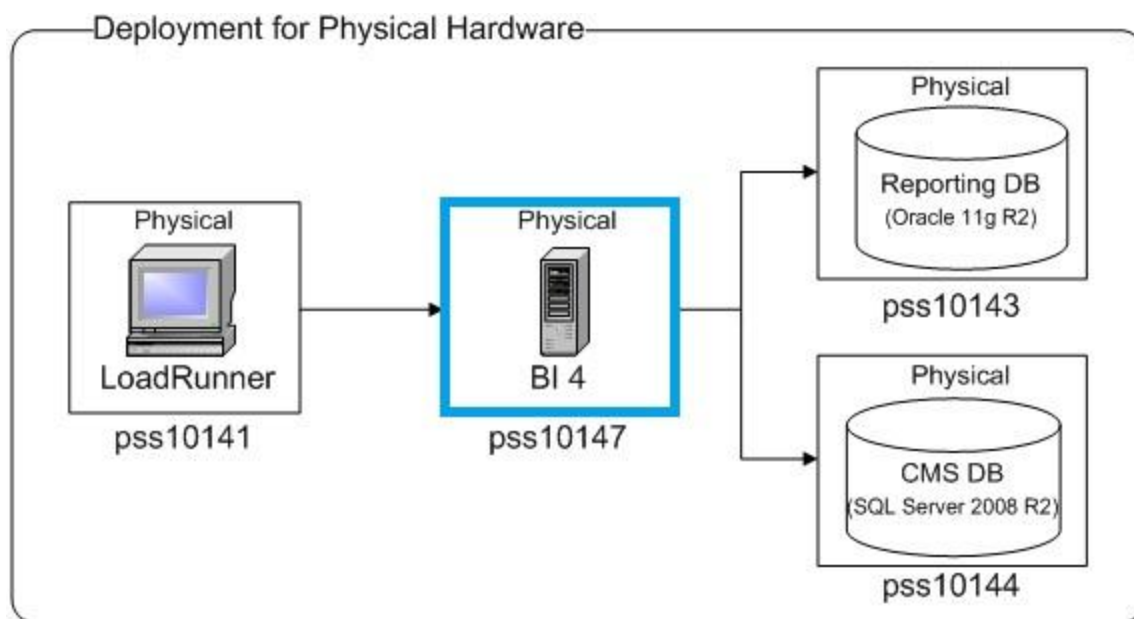 Deployment for Physical Hardware
Physical
LoadRunner
pss10141
Physical
BI 4
pss10147
Physical
Reporting DB
(Oracle 11g R2)
pss10143
Physical
CMS DB
(SQL Server 2008 R2)
pss10144